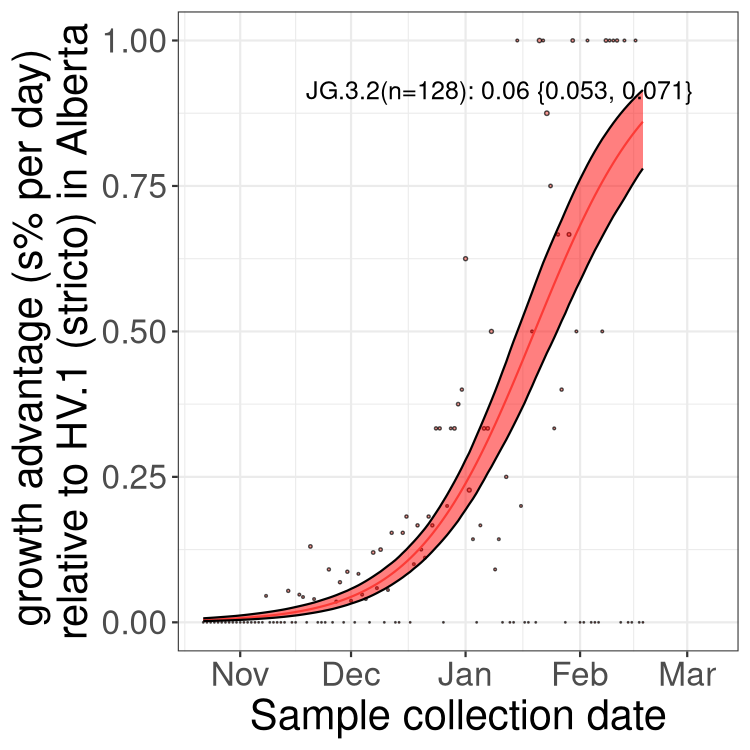 growth advantage (s% per day)
relative to HV.1 (stricto) in Alberta
1.00
0.75
0.50
0.25
0.00
JG.3.2(n=128): 0.06 {0.053, 0.071}
Nov Dec Jan Feb Mar
Sample collection date